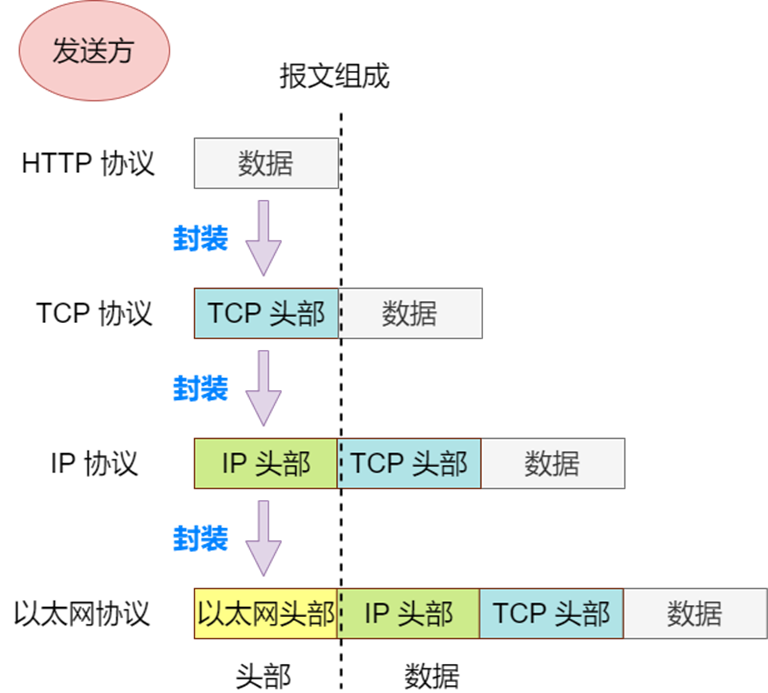 发送方
报文组成
HTTP 协议
数据
封装
TCP 协议
TCP 头部
数据
封装
IP 协议
IP 头部
TCP 头部
数据
封装
以太网协议
以太网头部
IP 头部
TCP 头部
数据
头部
数据